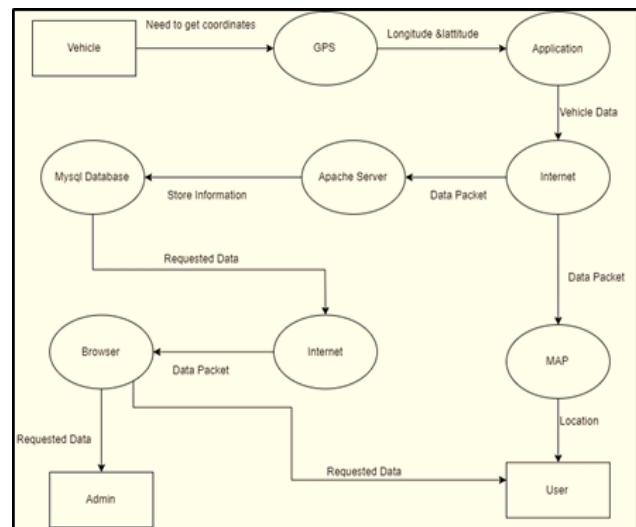 Need to get coordinates
Vehicle
GPS
Longitude &lattitude
Application
Vehicle Data
Mysql Database
Store Information
Apache Server
Data Packet
Internet
Requested Data
Data Packet
Browser
Data Packet
Internet
MAP
Requested Data
Location
Admin
Requested Data
User